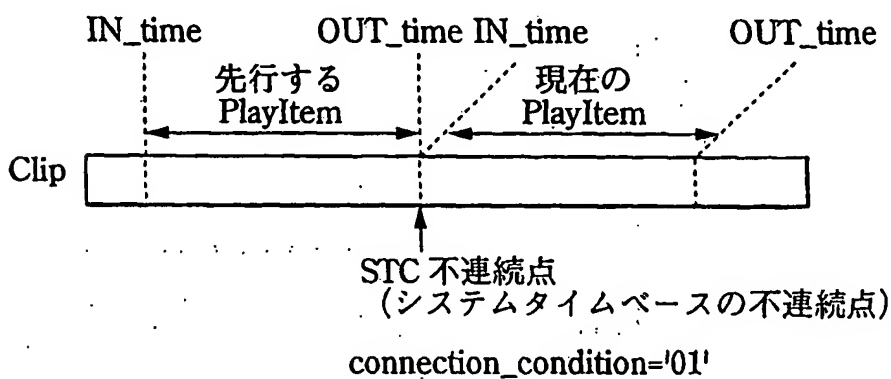 IN_time OUT_time IN_time OUT_time
先行する 現在の
PlayItem PlayItem
Clip
STC 不連続点
(システムタイムベースの不連続点)
connection_condition='01'